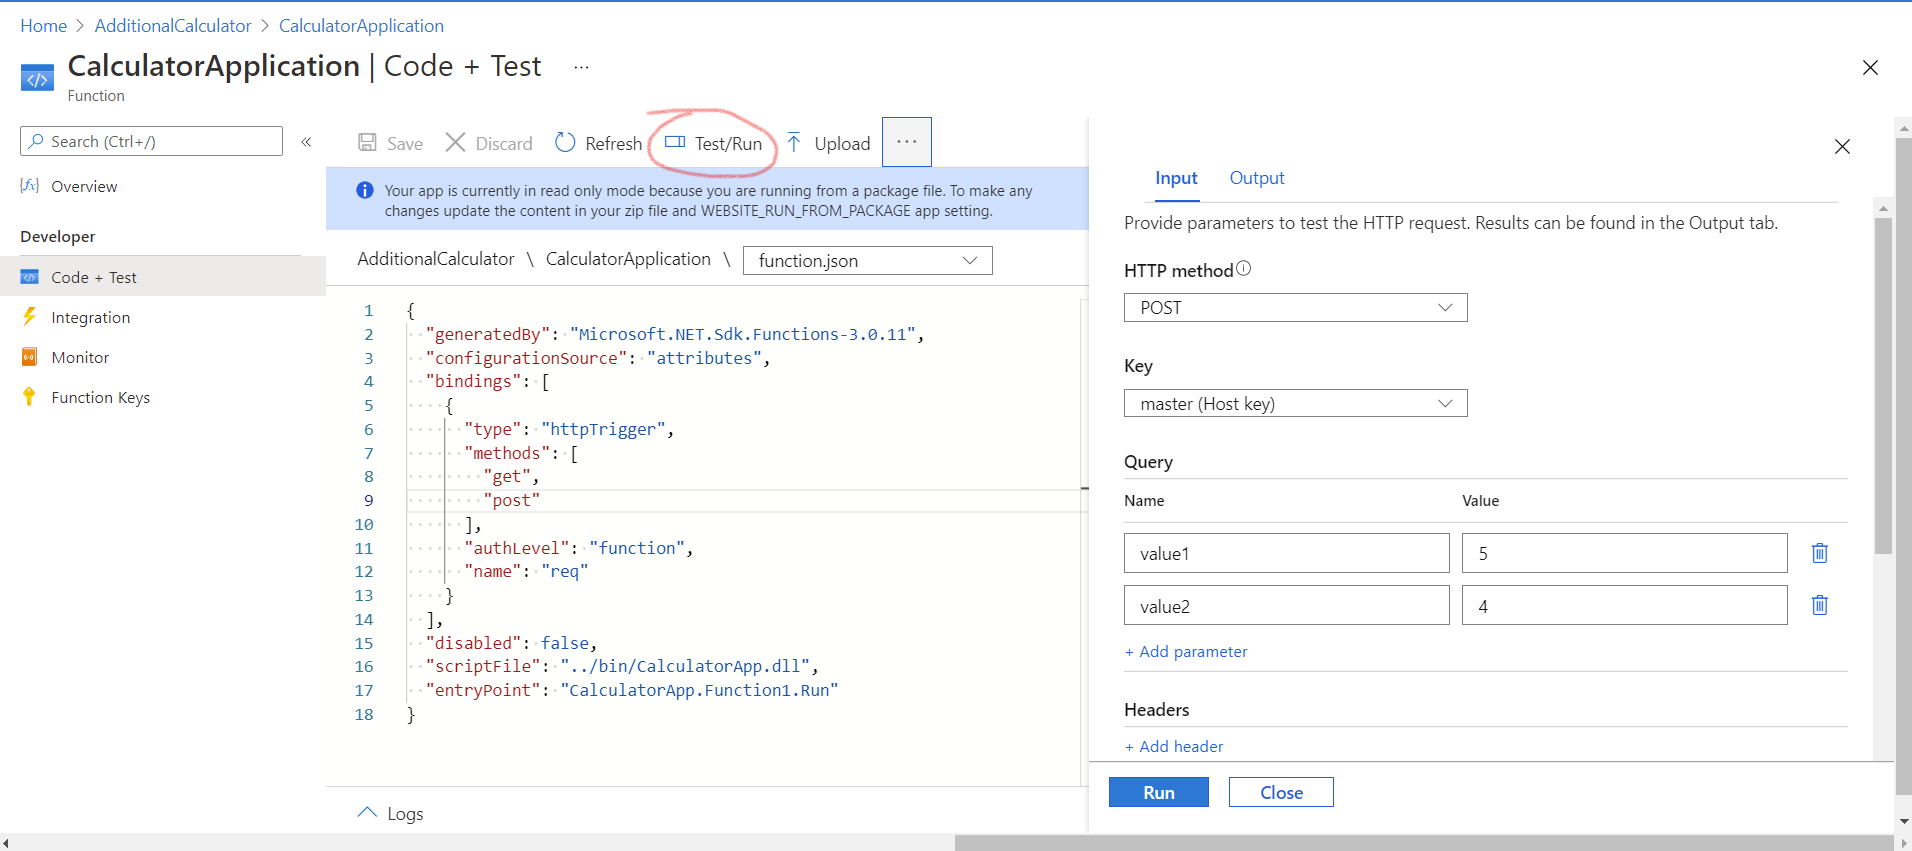 Home > AdditionalCalculator > CalculatorApplication
CalculatorApplication | Code + Test ...
Function
Search (Ctrl+/) «
Overview
Developer
Code + Test
Integration
Monitor
Function Keys
Save Discard Refresh Test/Run Upload ...
Your app is currently in read only mode because you are running from a package file. To make any
changes update the content in your zip file and WEBSITE_RUN_FROM_PACKAGE app setting.
AdditionalCalculator \ CalculatorApplication \ function.json
1 {
2 "generatedBy": "Microsoft.NET.Sdk.Functions-3.0.11",
3 "configurationSource": "attributes",
4 "bindings": [
5 {
6 "type": "httpTrigger",
7 "methods": [
8 "get",
9 "post"
10 ],
11 "authLevel": "function",
12 "name": "req"
13 }
14 ],
15 "disabled": false,
16 "scriptFile": "../bin/CalculatorApp.dll",
17 "entryPoint": "CalculatorApp.Function1.Run"
18 }
Logs
Input Output
Provide parameters to test the HTTP request. Results can be found in the Output tab.
HTTP method
POST
Key
master (Host key)
Query
Name Value
value1 5
value2 4
+ Add parameter
Headers
+ Add header
Run Close